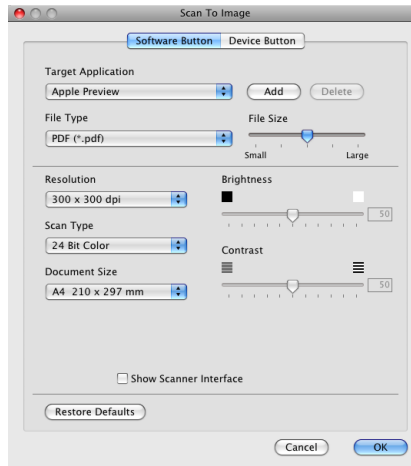 Scan To Image
Software Button Device Button
Target Application
Apple Preview Add Delete
File Type File Size
PDF (*.pdf)
Small Large
Resolution Brightness
300 x 300 dpi
50
Scan Type
24 Bit Color
Contrast
Document Size
A4 210 x 297 mm 50
Show Scanner Interface
Restore Defaults
Cancel OK